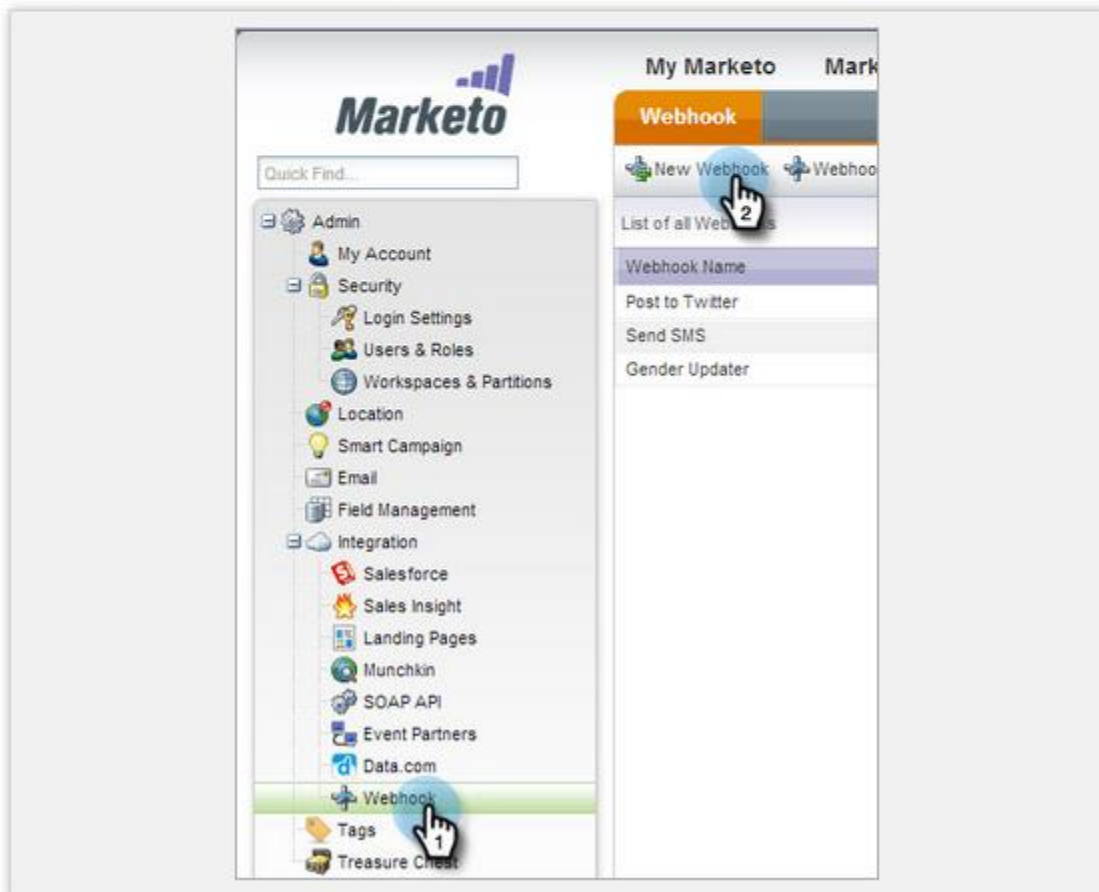 My Marketo Mark
Marketo
Webhook
Quick Find...
New Webhook Webhoo
2
List of all Web s
Webhook Name
Post to Twitter
Send SMS
Gender Updater
Admin
My Account
Security
Login Settings
Users & Roles
Workspaces & Partitions
Location
Smart Campaign
Email
Field Management
Integration
Salesforce
Sales Insight
Landing Pages
Munchkin
SOAP API
Event Partners
Data.com
Webhook
1
Tags
Treasure Chest